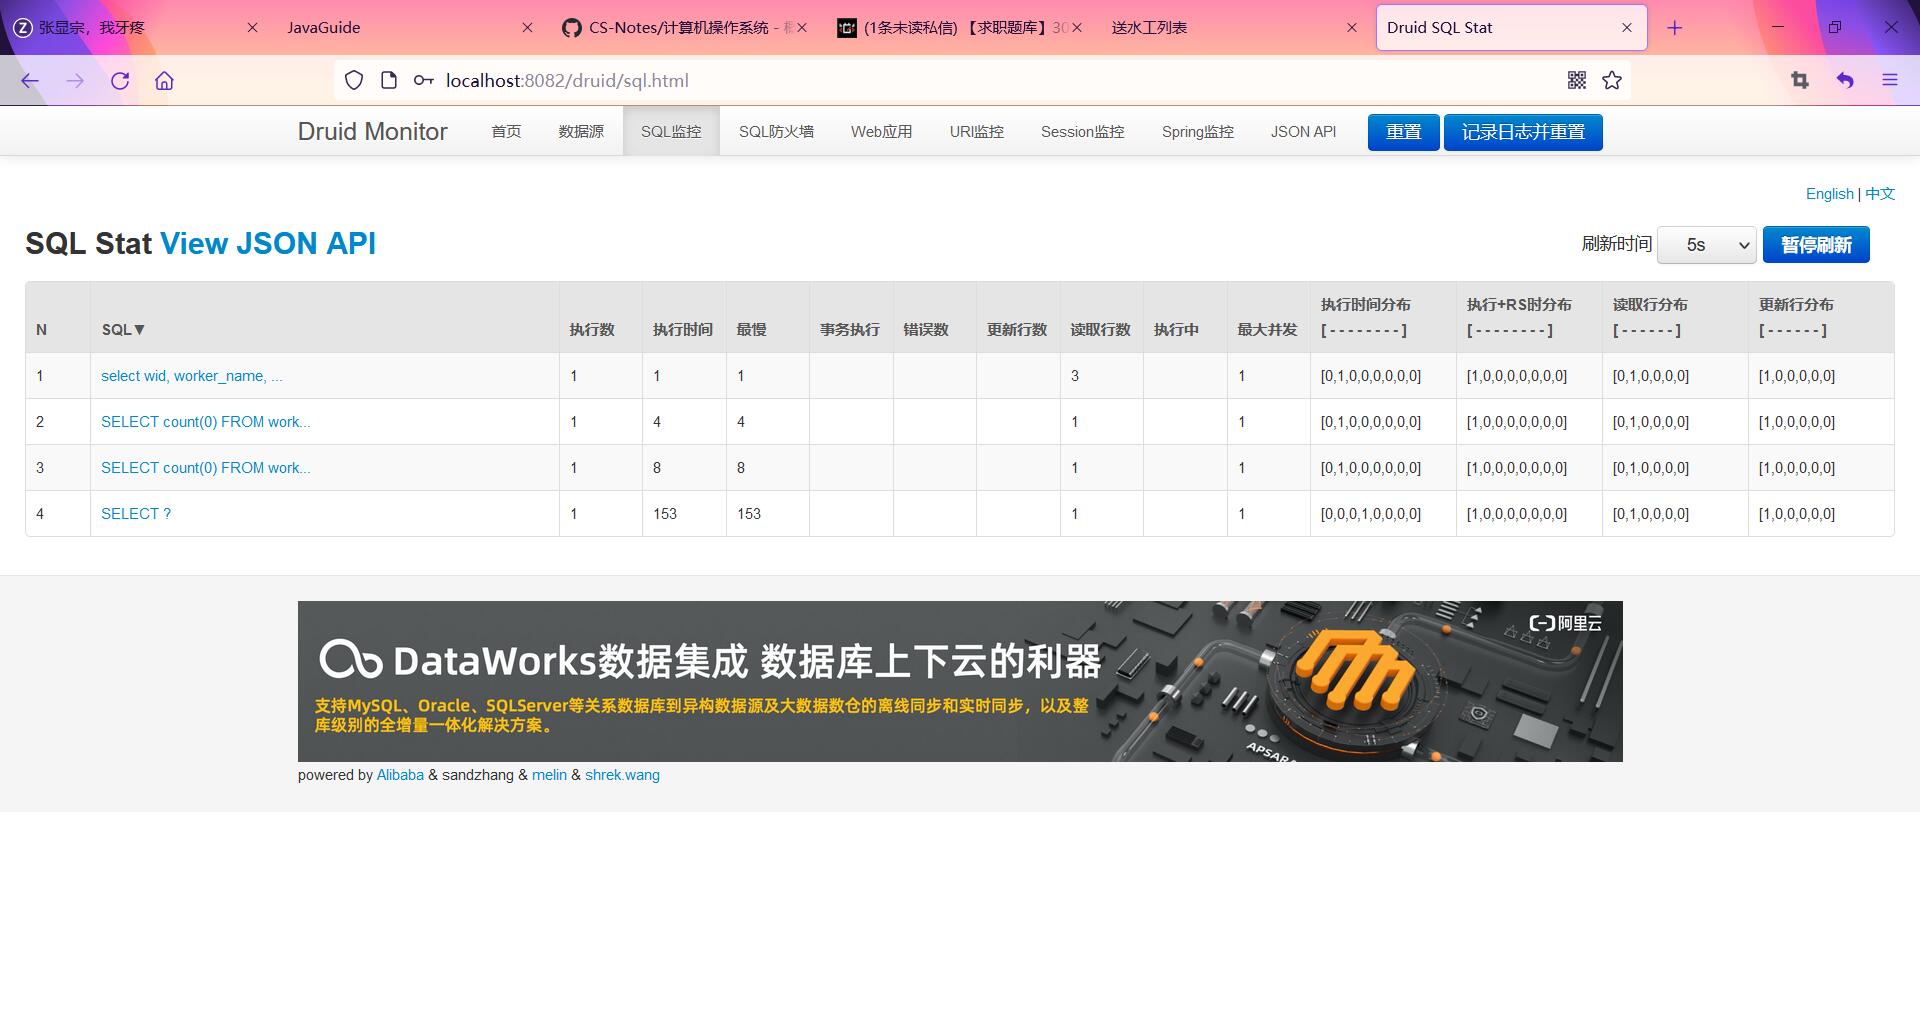 张显宗，我牙疼
JavaGuide
CS-Notes/计算机操作系统 -
(1条未读私信) 【求职题库】30
送水工列表
Druid SQL Stat
localhost:8082/druid/sql.html
Druid Monitor 首页 数据源 SQL监控 SQL防火墙 Web应用 URI监控 Session监控 Spring监控 JSON API 重置 记录日志并重置
English | 中文
SQL Stat View JSON API 刷新时间 5s 暂停刷新
N SQL▼ 执行数 执行时间 最慢 事务执行 错误数 更新行数 读取行数 执行中 最大并发 执行时间分布 [ - - - - - - - - ] 执行+RS时分布 [ - - - - - - - - ] 读取行分布 [ - - - - - - ] 更新行分布 [ - - - - - - ]
1 select wid, worker_name, ... 1 1 1 3 1 [0,1,0,0,0,0,0,0] [1,0,0,0,0,0,0,0] [0,1,0,0,0,0] [1,0,0,0,0,0]
2 SELECT count(0) FROM work... 1 4 4 1 1 [0,1,0,0,0,0,0,0] [1,0,0,0,0,0,0,0] [0,1,0,0,0,0] [1,0,0,0,0,0]
3 SELECT count(0) FROM work... 1 8 8 1 1 [0,1,0,0,0,0,0,0] [1,0,0,0,0,0,0,0] [0,1,0,0,0,0] [1,0,0,0,0,0]
4 SELECT ? 1 153 153 1 1 [0,0,0,1,0,0,0,0] [1,0,0,0,0,0,0,0] [0,1,0,0,0,0] [1,0,0,0,0,0]
阿里云
DataWorks数据集成 数据库上下云的利器
支持MySQL、Oracle、SQLServer等关系数据库到异构数据源及大数据数仓的离线同步和实时同步，以及整
库级别的全增量一体化解决方案。
APSARA
powered by Alibaba & sandzhang & melin & shrek.wang